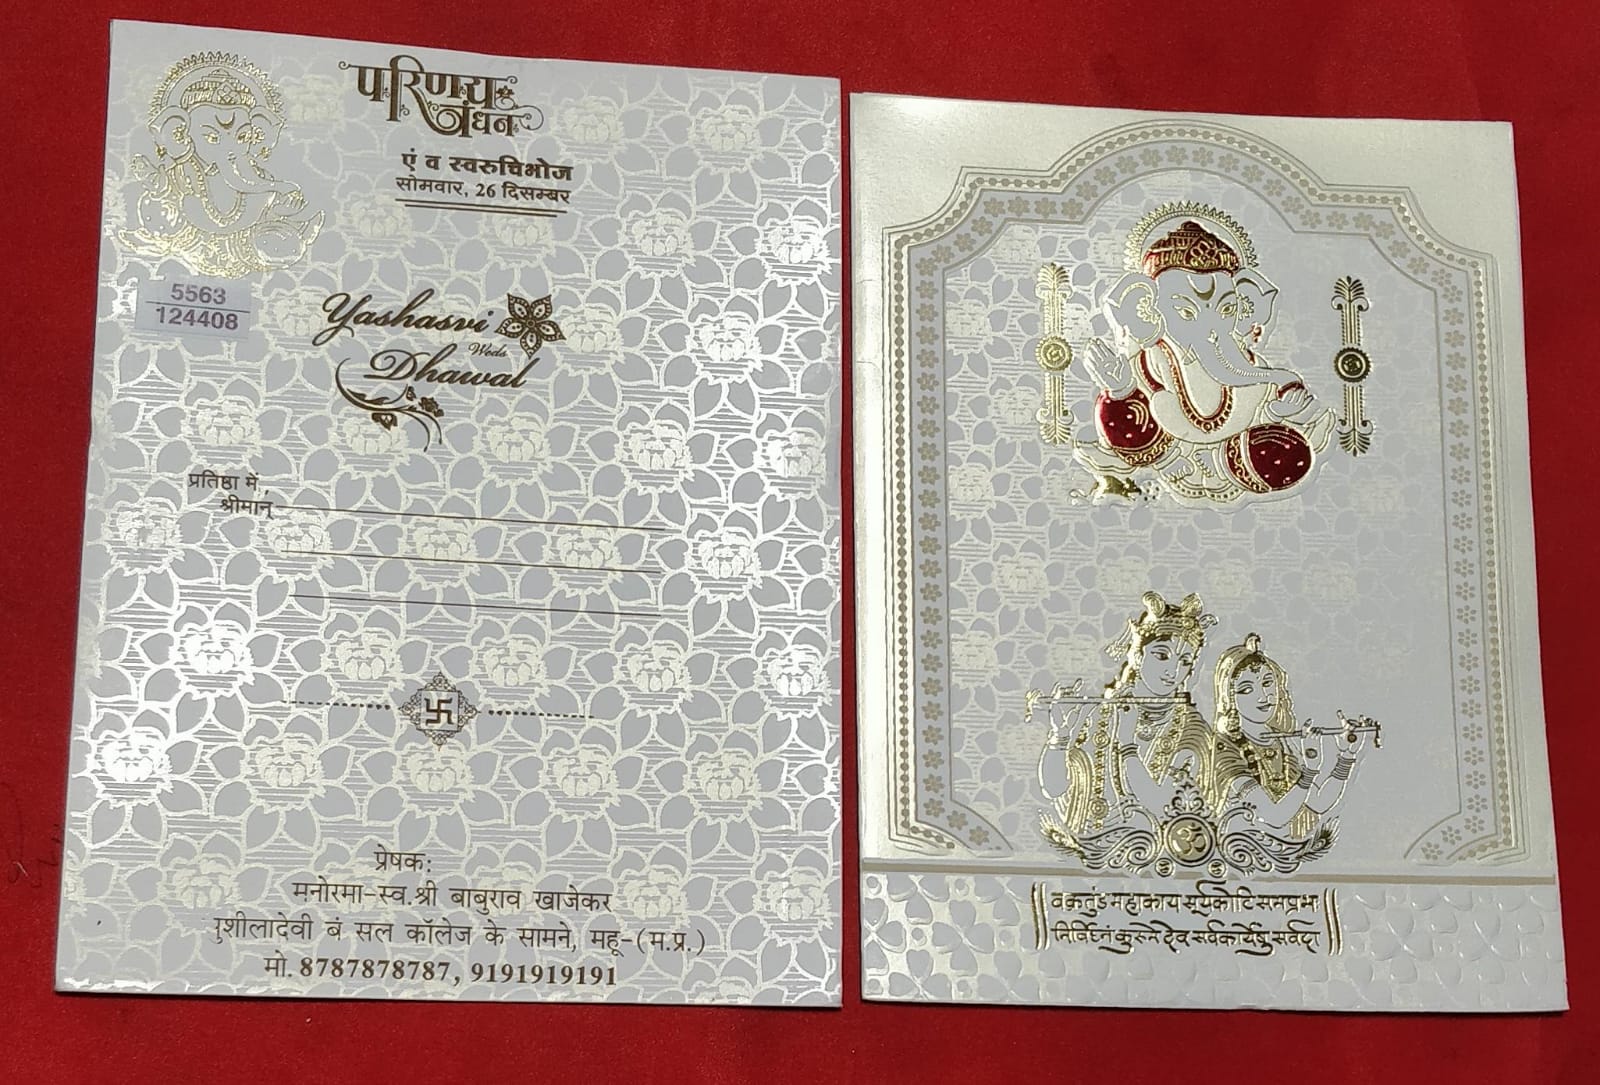 परिणय
बंधन
एं व स्वरुचिभोज
सोमवार, 26 दिसम्बर
5563
124408
Yashasvi
Weds
Dhawal
प्रतिष्ठा में,
श्रीमान्
प्रेषक:
मनोरमा-स्व.श्री बाबुराव खाजेकर
सुशीलादेवी बं सल कॉलेज के सामने, महू-(म.प्र.)
मो. 8787878787, 9191919191
ॐ
॥ वक्रतुंड महाकाय सूर्यकोटि समप्रभ ॥
निर्विघ्नं कुरुमे देव सर्वकार्येषु सर्वदा